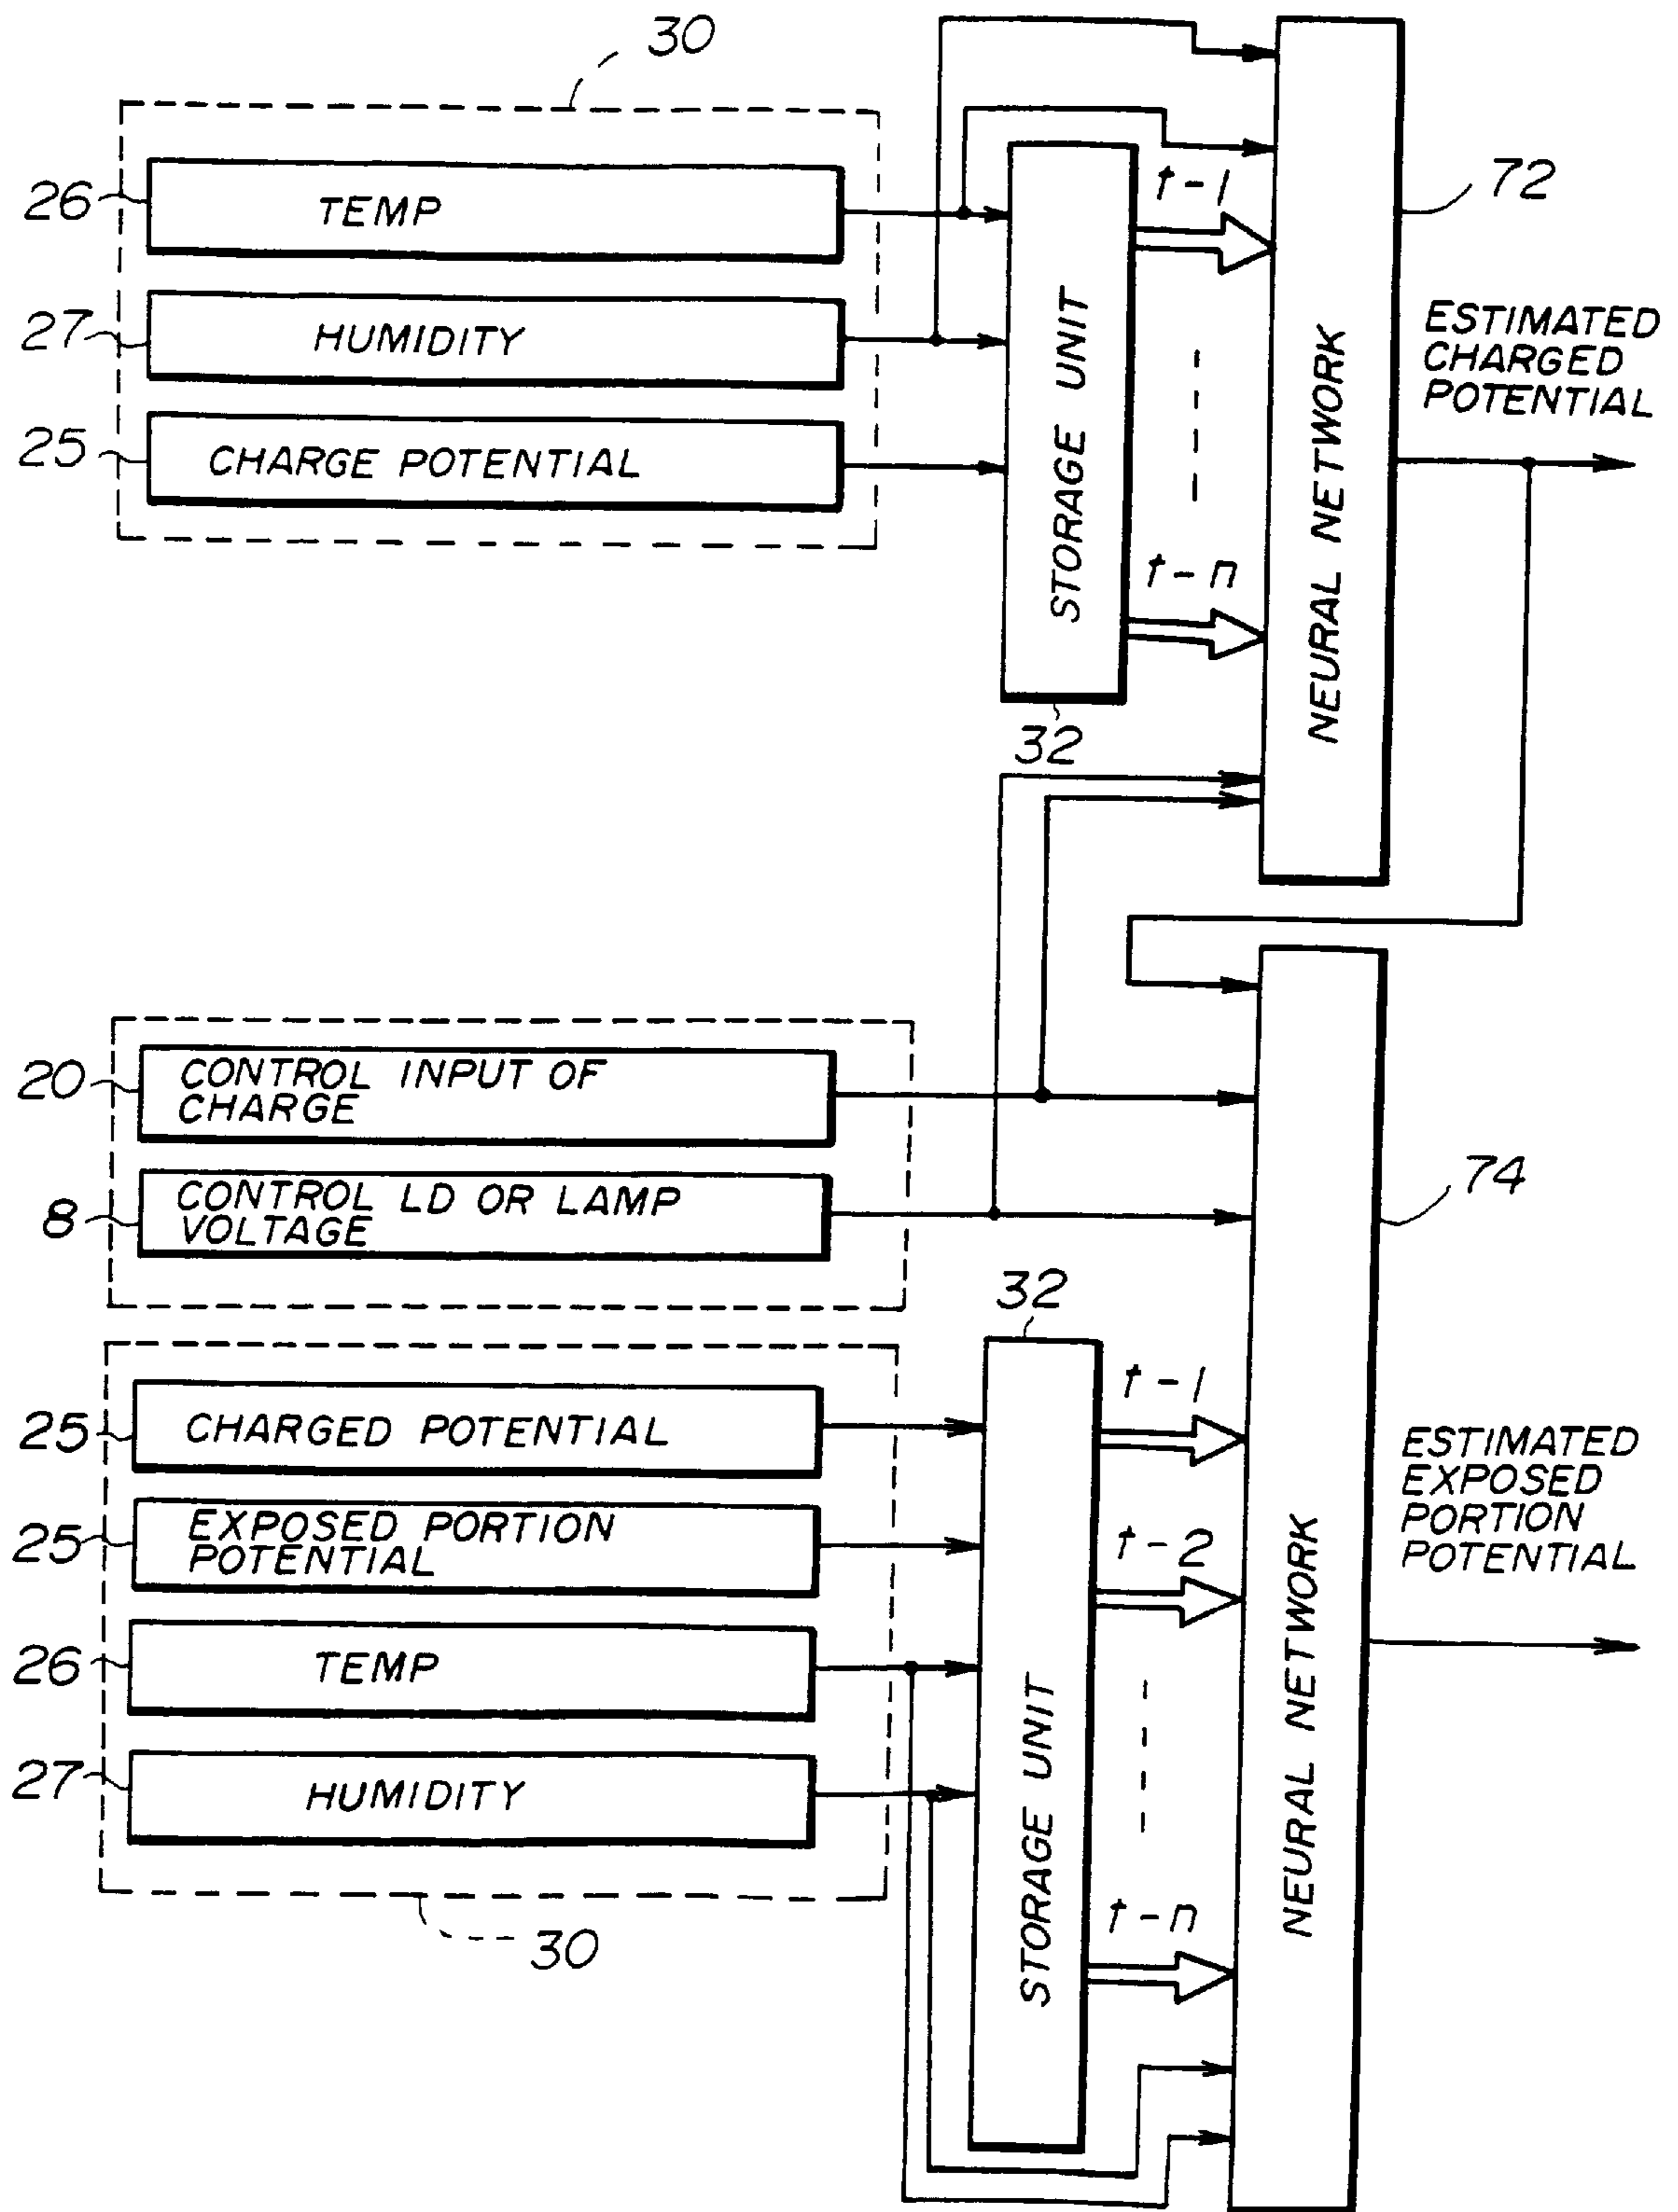 30
26
TEMP
27
HUMIDITY
25
CHARGE POTENTIAL
STORAGE UNIT
32
t-1
t-n
NEURAL NETWORK
72
ESTIMATED
CHARGED
POTENTIAL
20
CONTROL INPUT OF
CHARGE
8
CONTROL LD OR LAMP
VOLTAGE
74
32
25
CHARGED POTENTIAL
25
EXPOSED PORTION
POTENTIAL
26
TEMP
27
HUMIDITY
30
STORAGE UNIT
t-1
t-2
t-n
NEURAL NETWORK
ESTIMATED
EXPOSED
PORTION
POTENTIAL